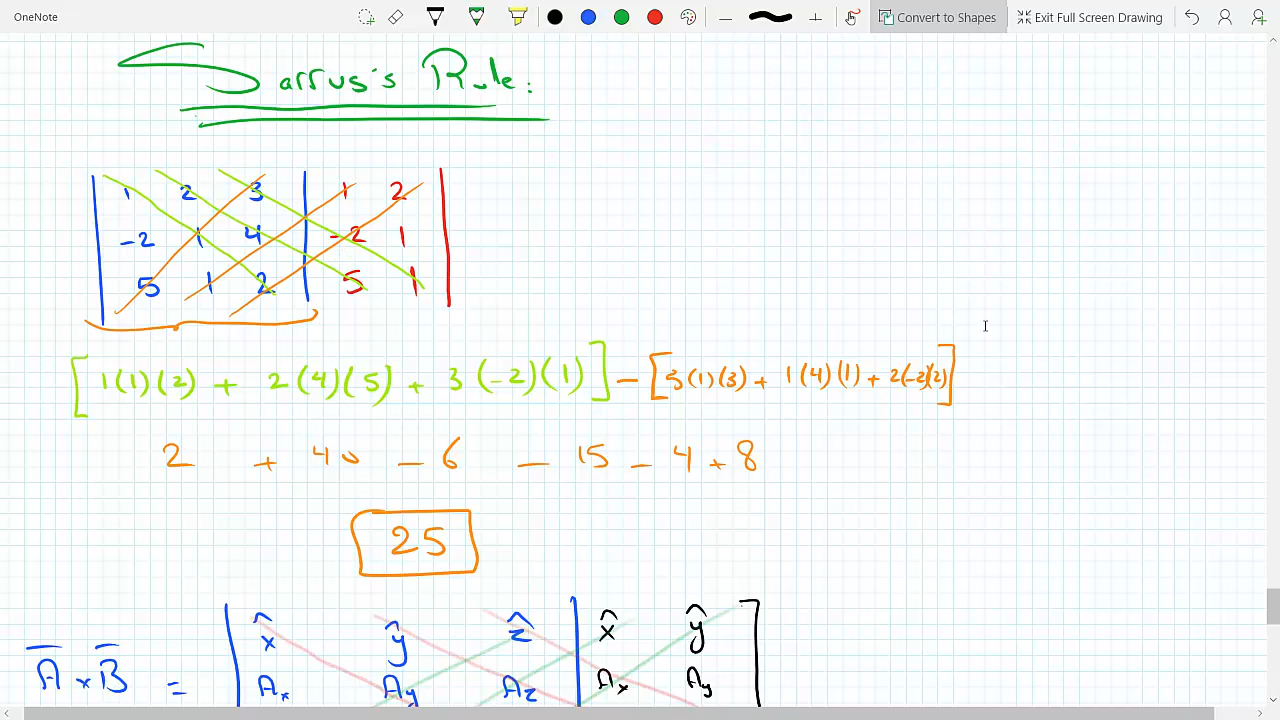 OneNote
Convert to Shapes
Exit Full Screen Drawing
Sarrus's Rule:
1 2 3 1 2
-2 1 4 -2 1
5 1 2 5 1
[1(1)(2) + 2(4)(5) + 3(-2)(1)] - [5(1)(3) + 1(4)(1) + 2(-2)(2)]
2 + 40 - 6 - 15 - 4 + 8
25
x̂ ŷ ẑ x̂ ŷ
A̅ × B̅ = Ax Ay Az Ax Ay